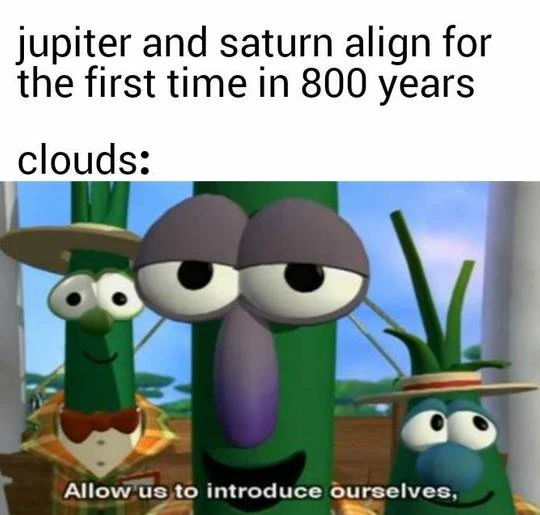 jupiter and saturn align for
the first time in 800 years
clouds:
Allow us to introduce ourselves,